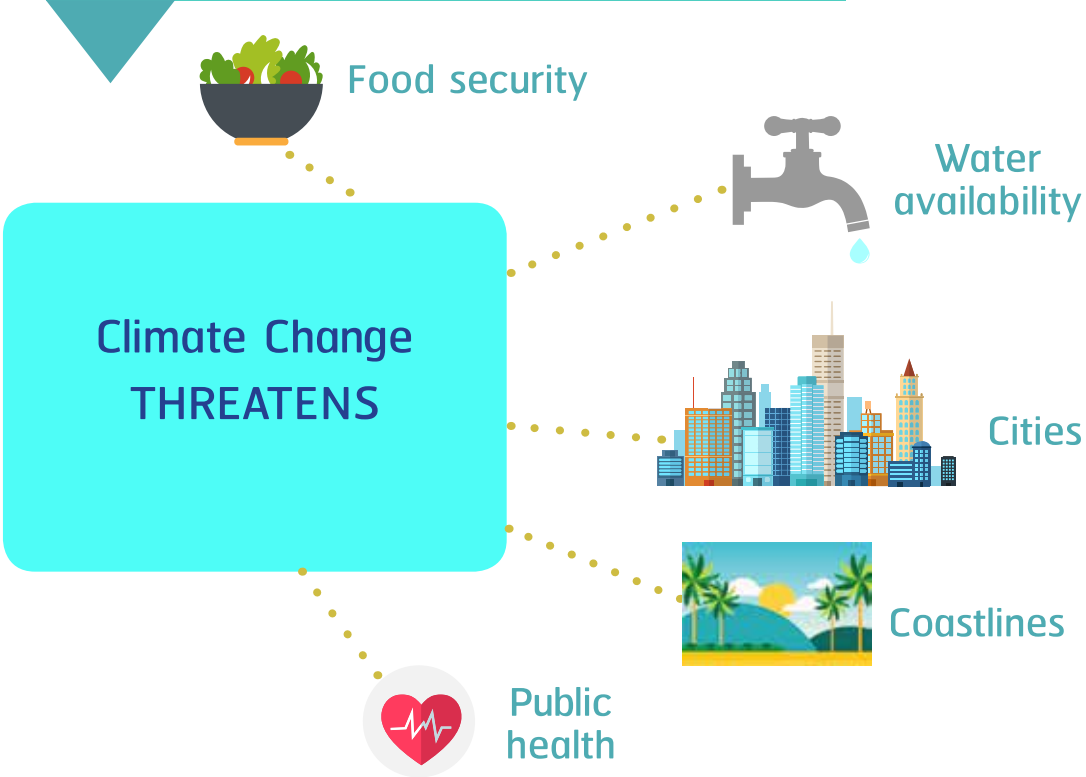 Food security
Water
availability
Climate Change
THREATENS
Cities
Coastlines
Public
health